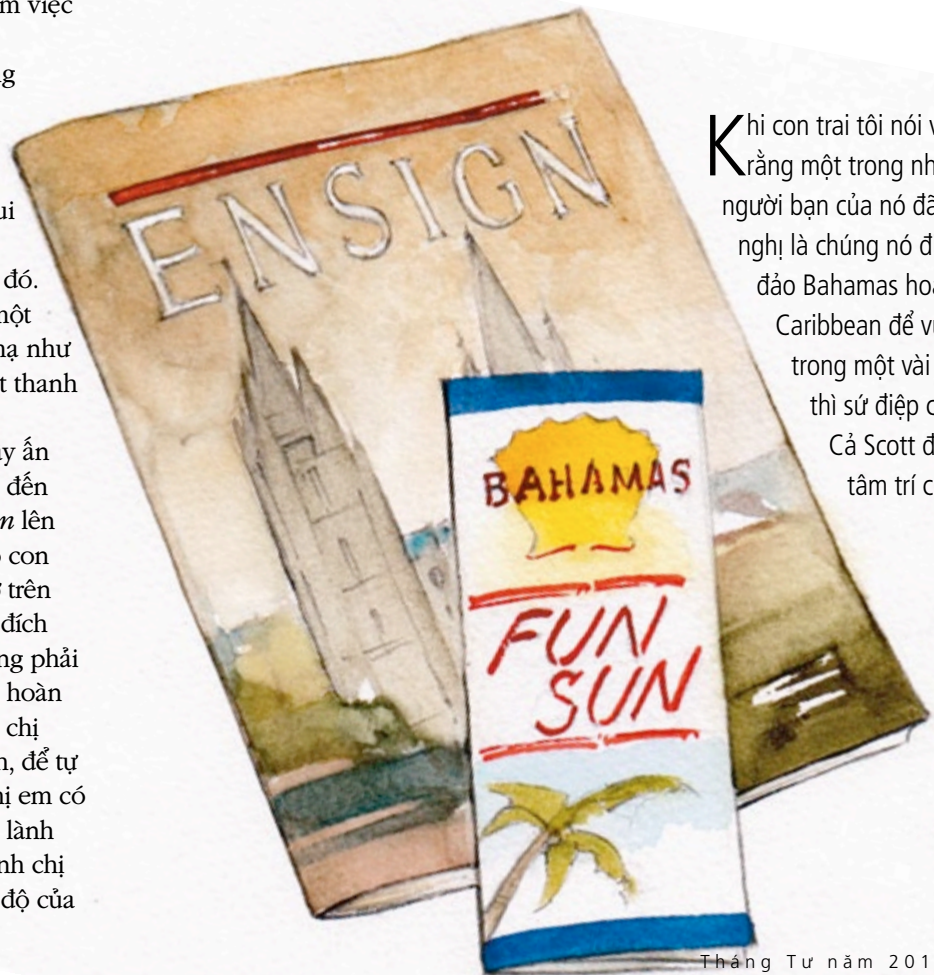 m việc
g
ui
đó.
một
hạ như
t thanh
y ấn
đến
n lên
con
trên
đích
ng phải
hoàn
chị
n, để tự
hị em có
lành
nh chị
độ của
ENSIGN
BAHAMAS
FUN
SUN
Khi con trai tôi nói v
rằng một trong nh
người bạn của nó đã
nghị là chúng nó đ
đảo Bahamas hoặ
Caribbean để vu
trong một vài
thì sứ điệp c
Cả Scott đ
tâm trí c
Tháng Tư năm 201